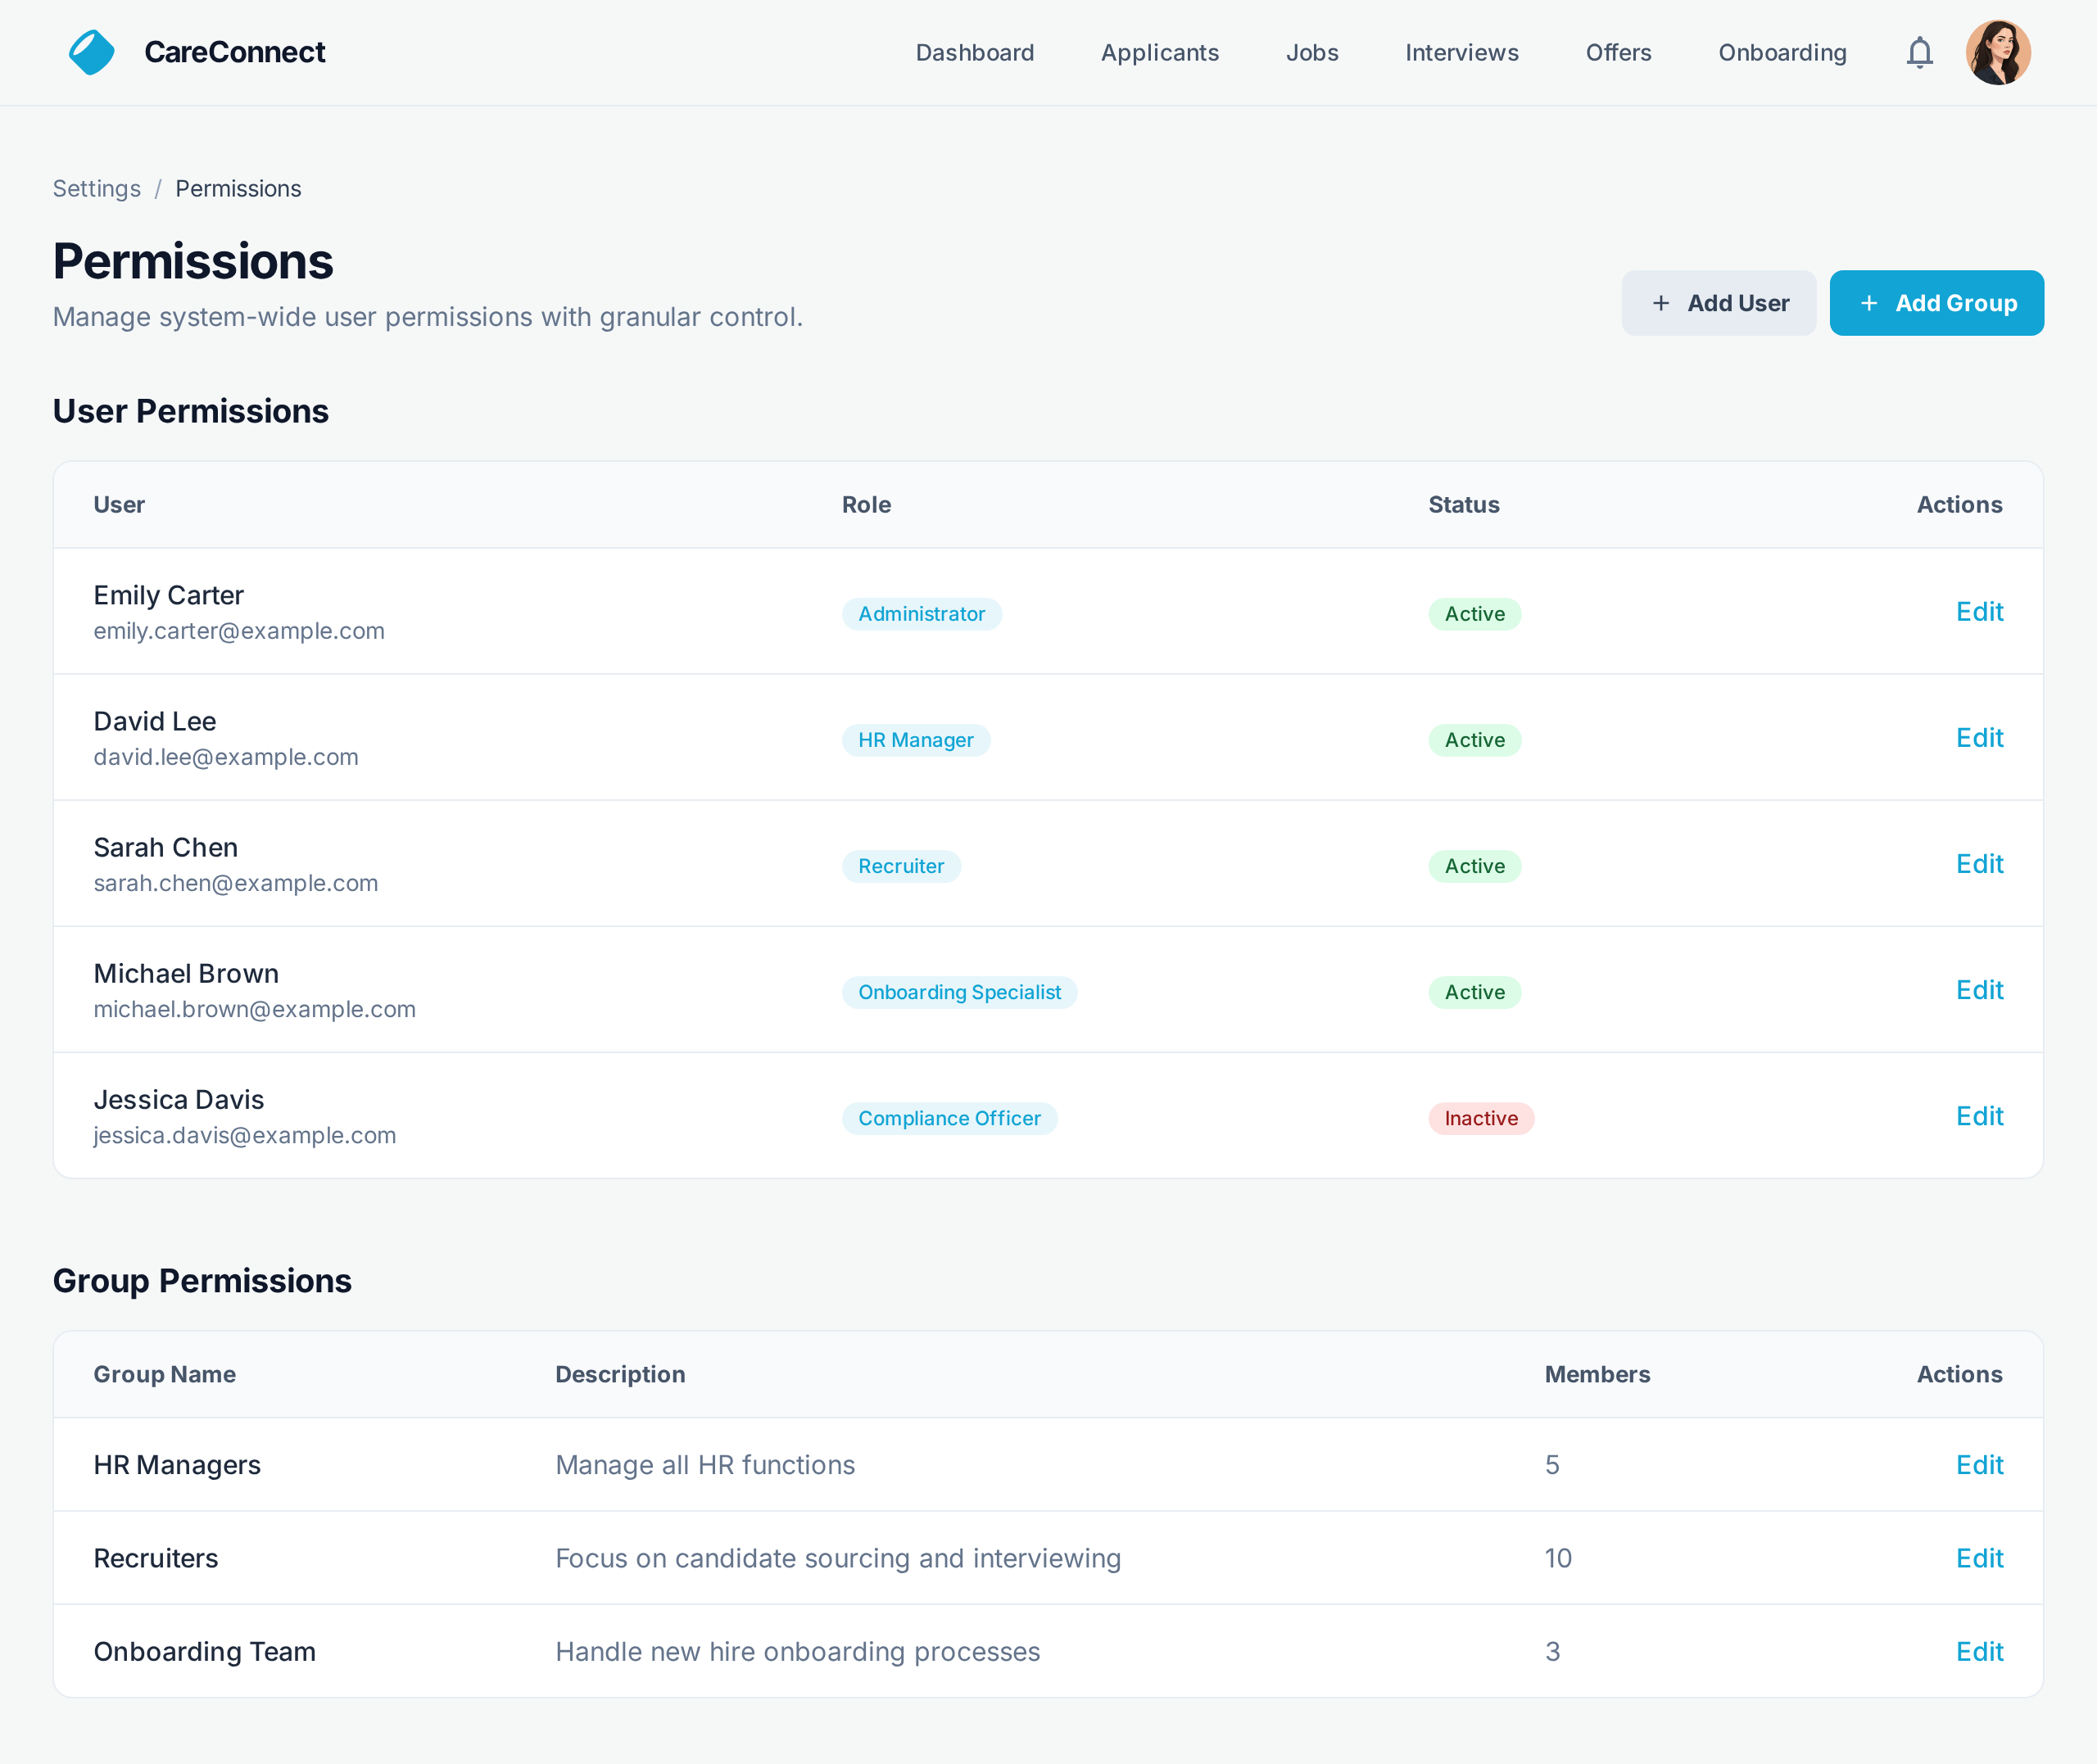 CareConnect
Dashboard Applicants Jobs Interviews Offers Onboarding
Settings / Permissions
Permissions
Manage system-wide user permissions with granular control.
+ Add User + Add Group
User Permissions
User Role Status Actions
Emily Carter
emily.carter@example.com
Administrator Active Edit
David Lee
david.lee@example.com
HR Manager Active Edit
Sarah Chen
sarah.chen@example.com
Recruiter Active Edit
Michael Brown
michael.brown@example.com
Onboarding Specialist Active Edit
Jessica Davis
jessica.davis@example.com
Compliance Officer Inactive Edit
Group Permissions
Group Name Description Members Actions
HR Managers Manage all HR functions 5 Edit
Recruiters Focus on candidate sourcing and interviewing 10 Edit
Onboarding Team Handle new hire onboarding processes 3 Edit